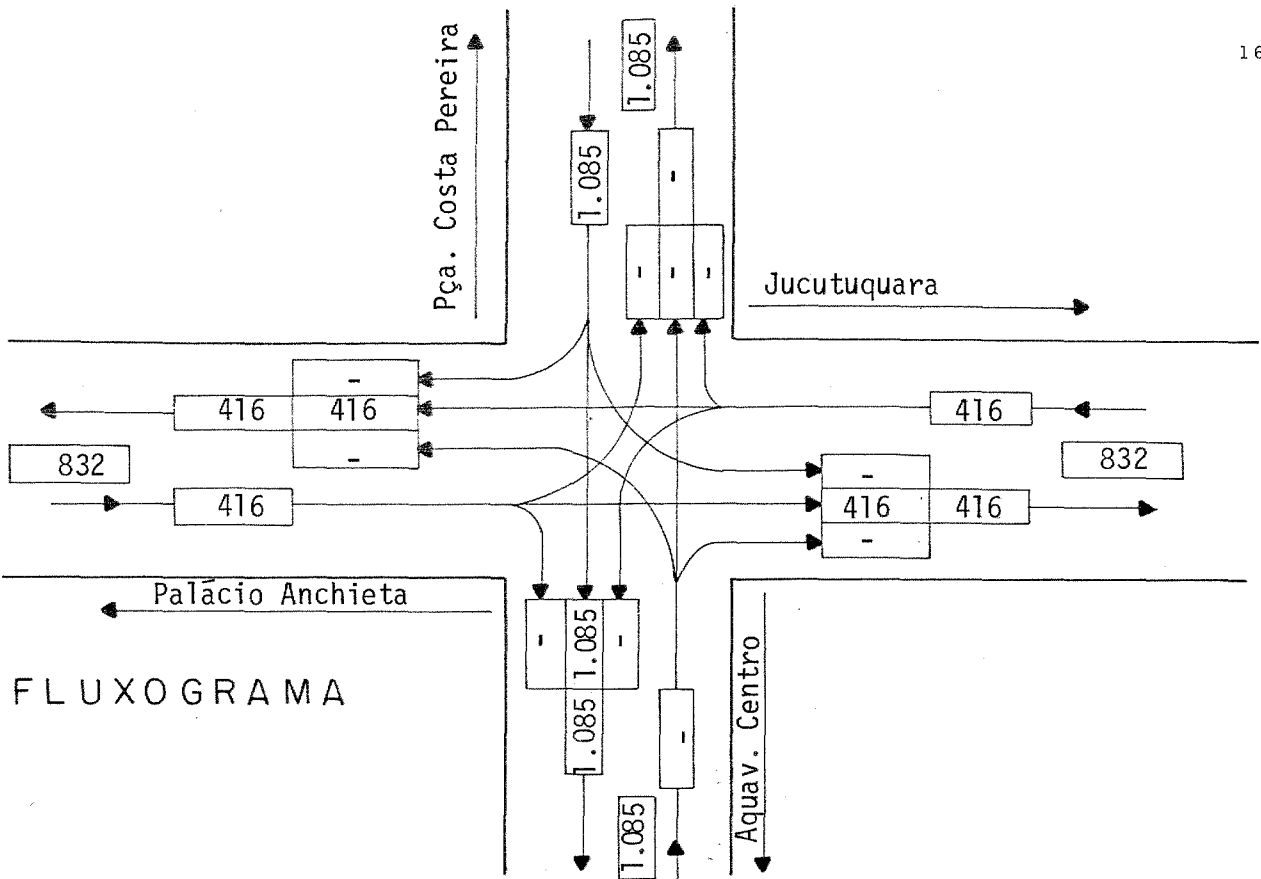 16
Pça. Costa Pereira
1.085
1.085
-
- - -
Jucutuquara
-
416 416
-
832
416
416
832
-
416 416
-
Palácio Anchieta
- 1.085 -
1.085
-
1.085
Aquav. Centro
FLUXOGRAMA